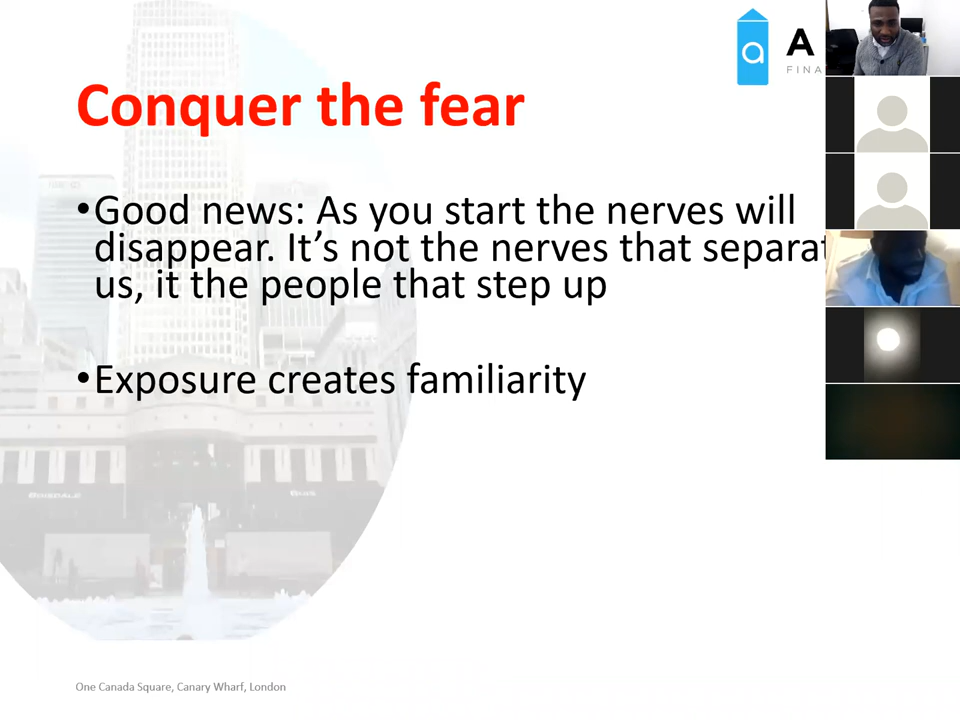 Conquer the fear
•Good news: As you start the nerves will
disappear. It’s not the nerves that
us, it the people that step up
•Exposure creates familiarity
One Canada Square, Canary Wharf, London